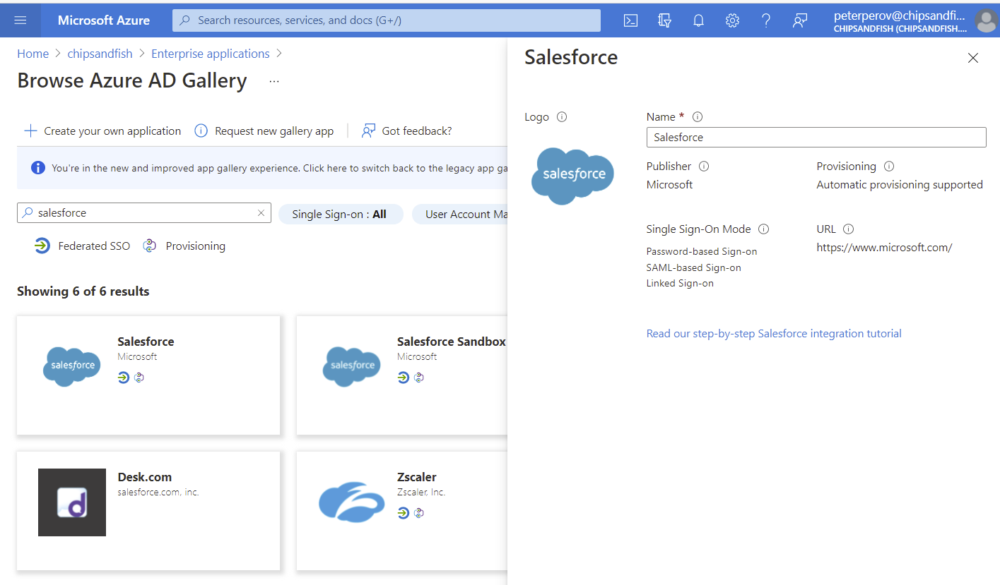 Microsoft Azure
Search resources, services, and docs (G+/)
peterperov@chipsandfi...
CHIPSANDFISH (CHIPSANDFISH....
Home > chipsandfish > Enterprise applications >
Browse Azure AD Gallery ...
Create your own application
Request new gallery app
Got feedback?
You're in the new and improved app gallery experience. Click here to switch back to the legacy app ga
salesforce
Single Sign-on : All
User Account Ma
Federated SSO
Provisioning
Showing 6 of 6 results
salesforce
Salesforce
Microsoft
salesforce
Salesforce Sandbox
Microsoft
Desk.com
salesforce.com, inc.
Zscaler
Zscaler, Inc.
Salesforce
Logo
salesforce
Name *
Salesforce
Publisher
Microsoft
Provisioning
Automatic provisioning supported
Single Sign-On Mode
Password-based Sign-on
SAML-based Sign-on
Linked Sign-on
URL
https://www.microsoft.com/
Read our step-by-step Salesforce integration tutorial